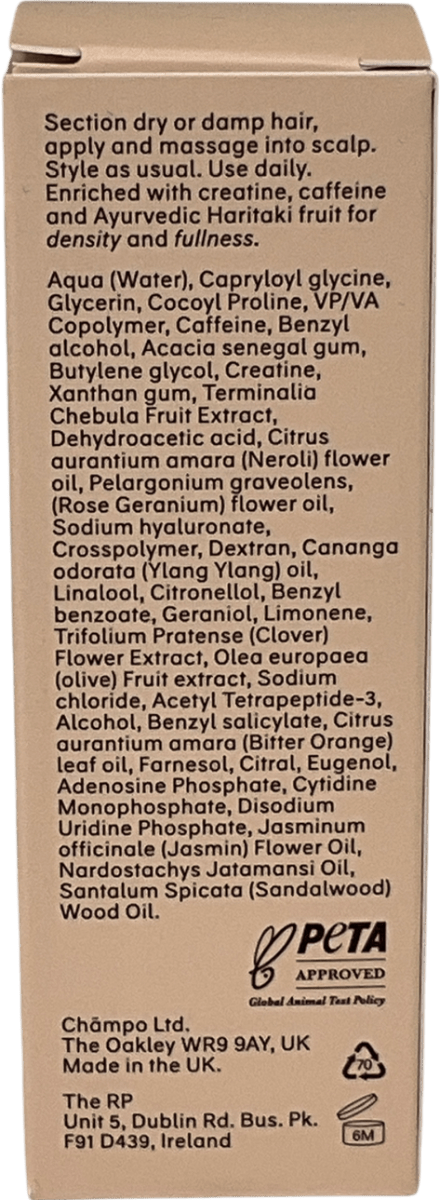 Section dry or damp hair,
apply and massage into scalp.
Style as usual. Use daily.
Enriched with creatine, caffeine
and Ayurvedic Haritaki fruit for
density and fullness.
Aqua (Water), Capryloyl glycine,
Glycerin, Cocoyl Proline, VP/VA
Copolymer, Caffeine, Benzyl
alcohol, Acacia senegal gum,
Butylene glycol, Creatine,
Xanthan gum, Terminalia
Chebula Fruit Extract,
Dehydroacetic acid, Citrus
aurantium amara (Neroli) flower
oil, Pelargonium graveolens,
(Rose Geranium) flower oil,
Sodium hyaluronate,
Crosspolymer, Dextran, Cananga
odorata (Ylang Ylang) oil,
Linalool, Citronellol, Benzyl
benzoate, Geraniol, Limonene,
Trifolium Pratense (Clover)
Flower Extract, Olea europaea
(olive) Fruit extract, Sodium
chloride, Acetyl Tetrapeptide-3,
Alcohol, Benzyl salicylate, Citrus
aurantium amara (Bitter Orange)
leaf oil, Farnesol, Citral, Eugenol,
Adenosine Phosphate, Cytidine
Monophosphate, Disodium
Uridine Phosphate, Jasminum
officinale (Jasmin) Flower Oil,
Nardostachys Jatamansi Oil,
Santalum Spicata (Sandalwood)
Wood Oil.
PETA
APPROVED
Global Animal Test Policy
Chāmpo Ltd.
The Oakley WR9 9AY, UK
Made in the UK.
70
The RP
Unit 5, Dublin Rd. Bus. Pk.
F91 D439, Ireland
6M